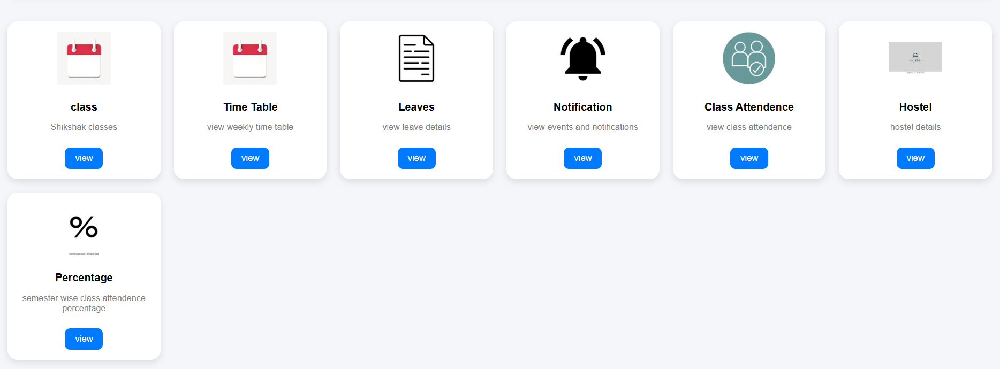 Hostel
class
Time Table
Leaves
Notification
Class Attendence
Hostel
Shikshak classes
view weekly time table
view leave details
view events and notifications
view class attendence
hostel details
view
view
view
view
view
view
%
Percentage
semester wise class attendence
percentage
view